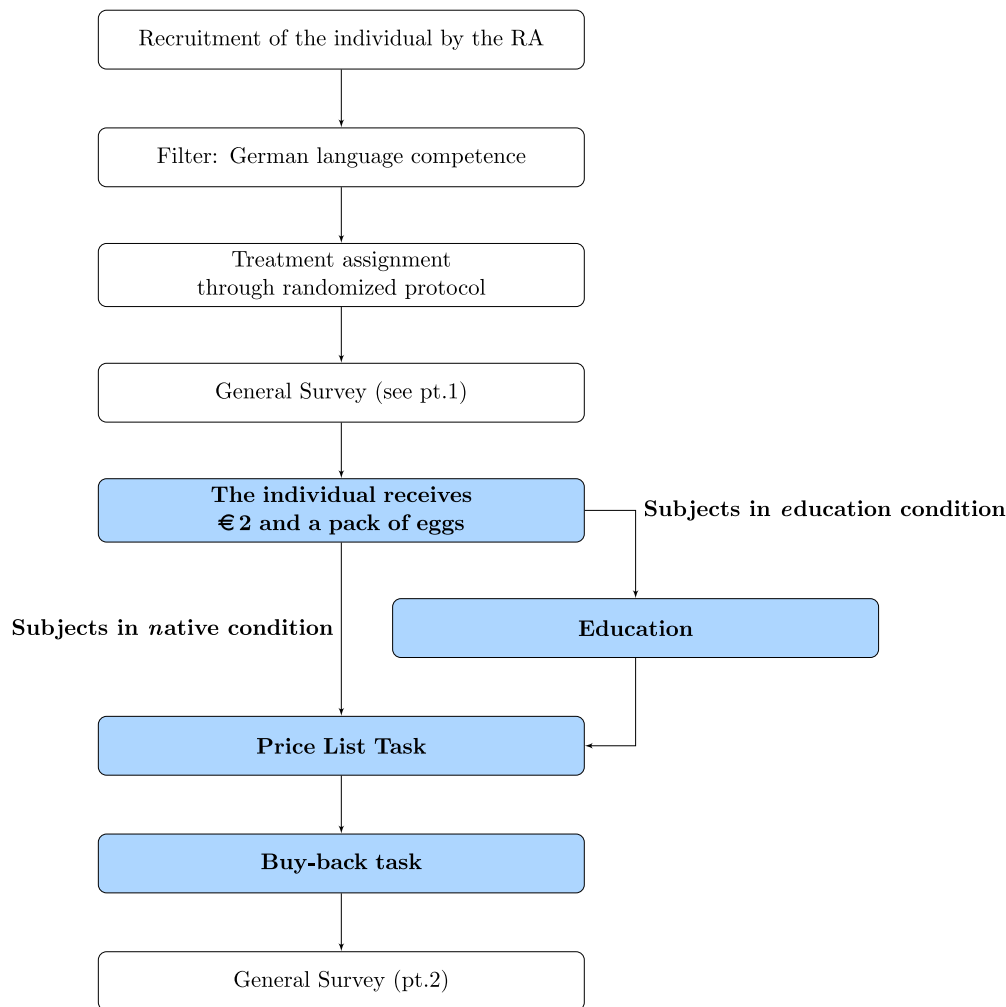 Recruitment of the individual by the RA
Filter: German language competence
Treatment assignment
through randomized protocol
General Survey (see pt.1)
The individual receives
€2 and a pack of eggs
Subjects in education condition
Subjects in native condition
Education
Price List Task
Buy-back task
General Survey (pt.2)